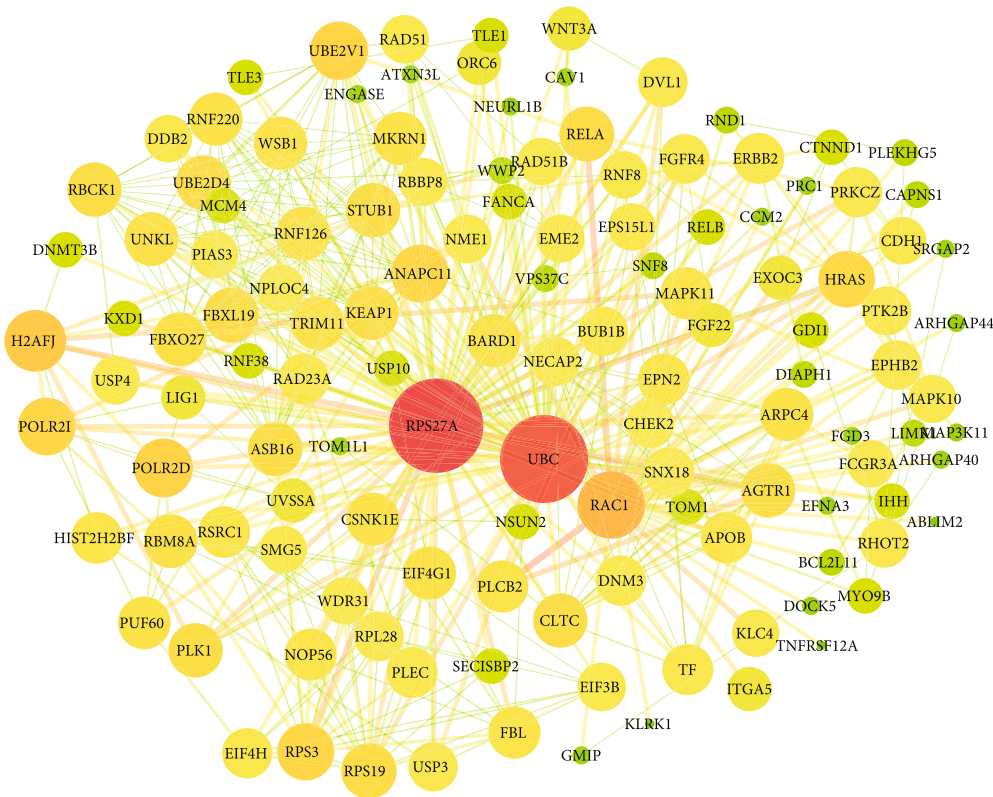 WNT3A
TLE1
RAD51
UBE2V1
ORC6
ATXN3L
TLE3
CAV1
DVL1
ENGASE
NEURL1B
RNF220
RND1
RELA
DDB2
MKRN1
WSB1
CTNND1
PLEKHG5
RAD51B
FGFR4
ERBB2
WWP2
RNF8
RBBP8
UBE2D4
RBCK1
PRC1
PRKCZ
CAPNS1
FANCA
MCM4
STUB1
CCM2
EPS15L1
RELB
RNF126
UNKL
NME1
EME2
CDH1
SRGAP2
DNMT3B
PIAS3
SNF8
ANAPC11
VPS37C
EXOC3
HRAS
NPLOC4
MAPK11
PTK2B
KEAP1
FBXL19
KXD1
TRIM11
FGF22
ARHGAP44
BUB1B
GDI1
H2AFJ
FBXO27
BARD1
RNF38
NECAP2
EPHB2
USP10
DIAPH1
RAD23A
USP4
EPN2
LIG1
MAPK10
ARPC4
RPS27A
CHEK2
POLR2I
FGD3
LIMK1
MAP3K11
TOM1L1
ASB16
UBC
ARHGAP40
POLR2D
FCGR3A
SNX18
AGTR1
UVSSA
RAC1
TOM1
EFNA3
IHH
CSNK1E
NSUN2
ABLIM2
RSRC1
HIST2H2BF
RBM8A
APOB
RHOT2
SMG5
BCL2L11
EIF4G1
DNM3
PLCB2
MYO9B
WDR31
DOCK5
PUF60
CLTC
RPL28
KLC4
TNFRSF12A
PLK1
NOP56
SECISBP2
PLEC
TF
EIF3B
ITGA5
KLRK1
FBL
EIF4H
RPS3
GMIP
RPS19
USP3